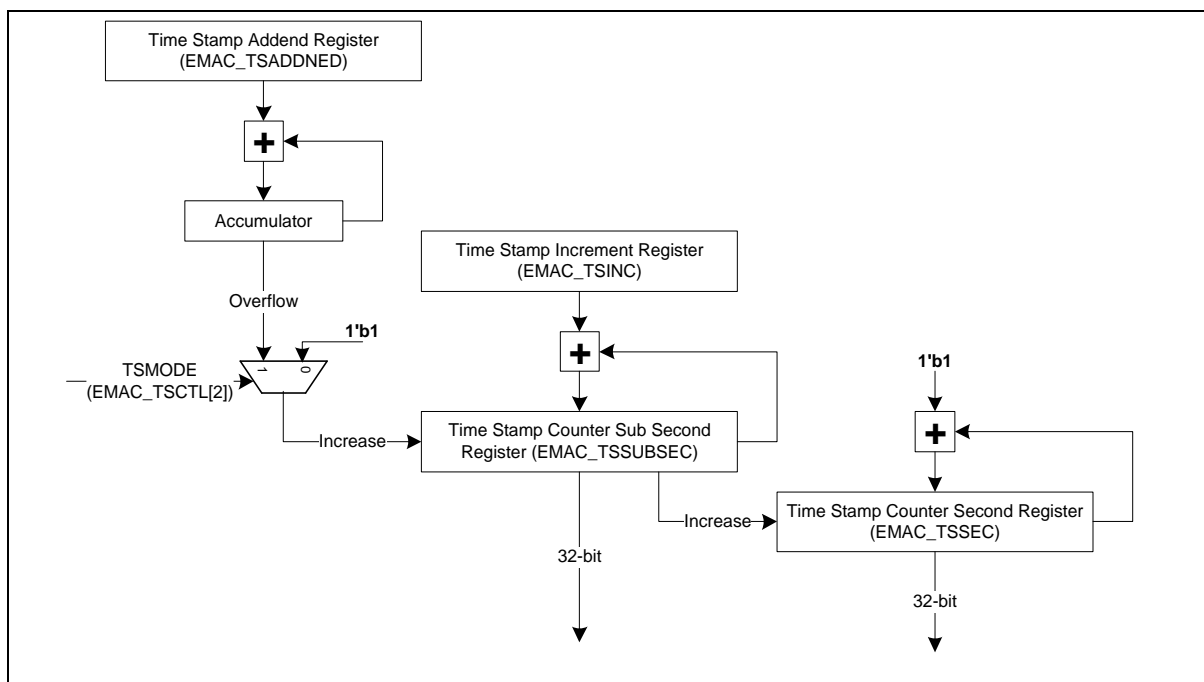 Time Stamp Addend Register
(EMAC_TSADDNED)
+
Accumulator
Overflow
1'b1
1
0
TSMODE
(EMAC_TSCTL[2])
Increase
Time Stamp Increment Register
(EMAC_TSINC)
+
Time Stamp Counter Sub Second
Register (EMAC_TSSUBSEC)
32-bit
Increase
1'b1
+
Time Stamp Counter Second Register
(EMAC_TSSEC)
32-bit